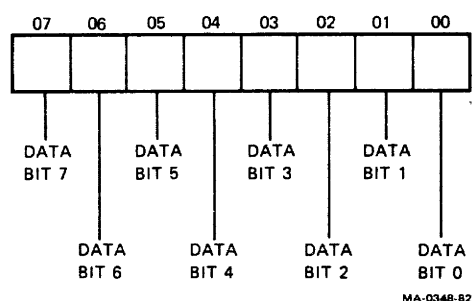 07 06 05 04 03 02 01 00
DATA BIT 7
DATA BIT 5
DATA BIT 3
DATA BIT 1
DATA BIT 6
DATA BIT 4
DATA BIT 2
DATA BIT 0
MA-0348-82